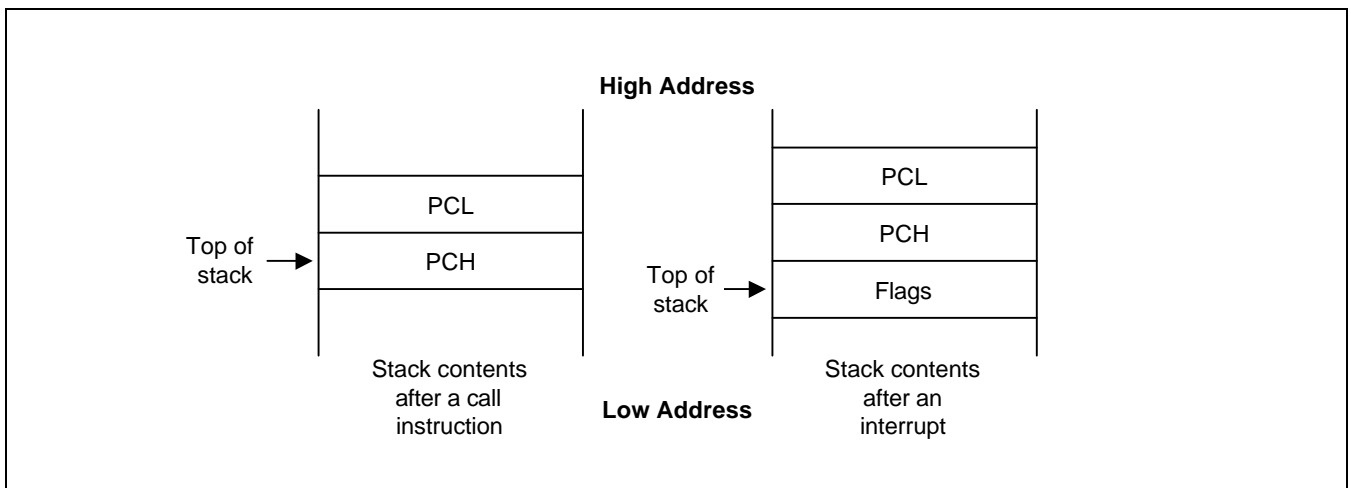 High Address
PCL
PCH
Top of
stack
Stack contents
after a call
instruction
Low Address
PCL
PCH
Flags
Top of
stack
Stack contents
after an
interrupt